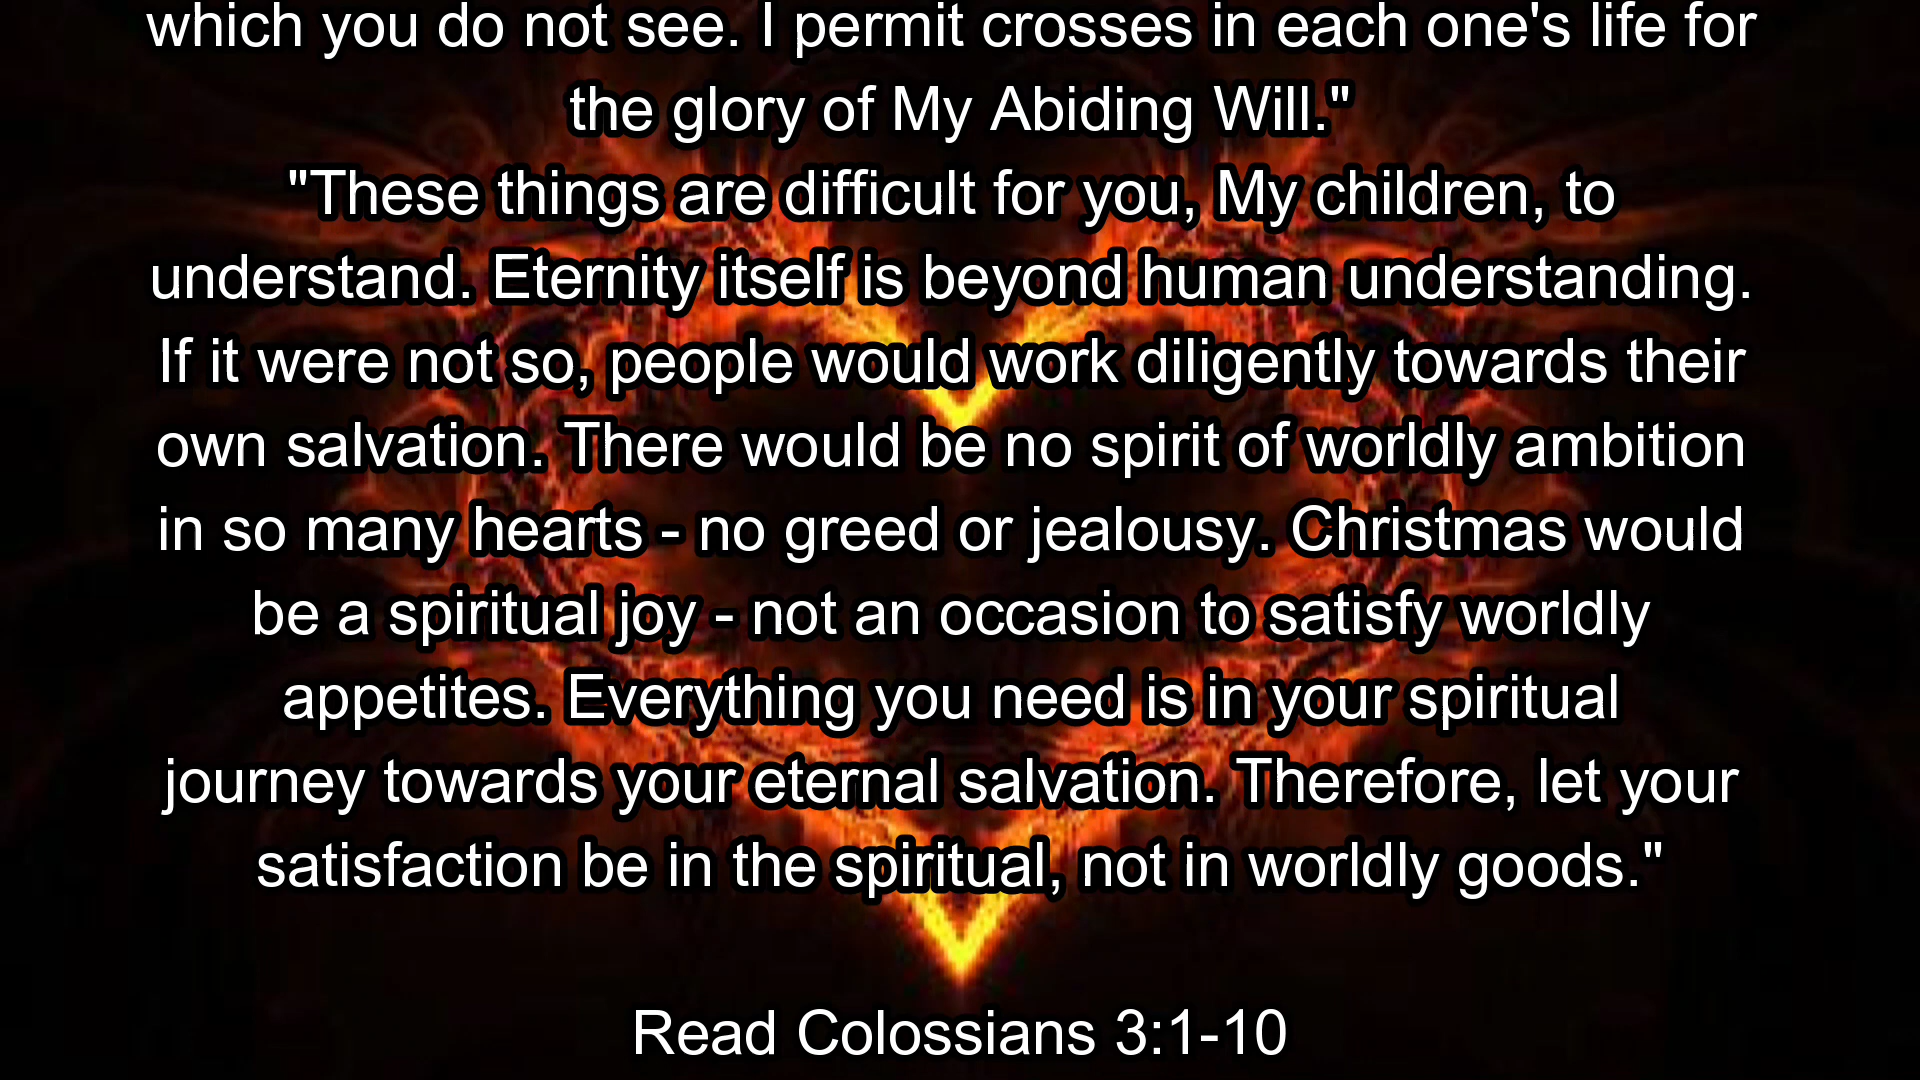 which you do not see. I permit crosses in each one's life for
the glory of My Abiding Will."
"These things are difficult for you, My children, to
understand. Eternity itself is beyond human understanding.
If it were not so, people would work diligently towards their
own salvation. There would be no spirit of worldly ambition
in so many hearts - no greed or jealousy. Christmas would
be a spiritual joy - not an occasion to satisfy worldly
appetites. Everything you need is in your spiritual
journey towards your eternal salvation. Therefore, let your
satisfaction be in the spiritual, not in worldly goods."
Read Colossians 3:1-10